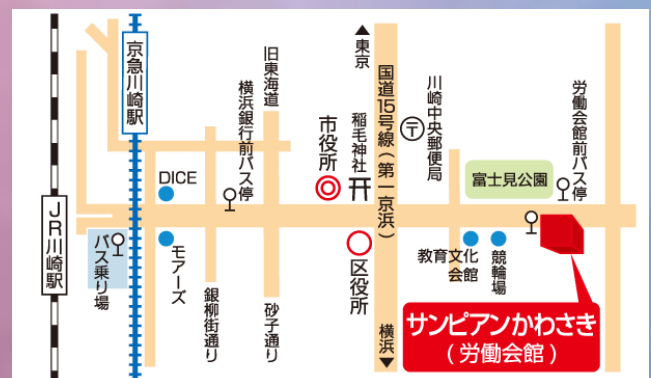 京急川崎駅
横浜銀行前バス停
旧東海道
▲東京
国道15号線(第一京浜)
川崎中央郵便局
〒
労働会館前バス停
市役所
稲毛神社
富士見公園
DICE
JR川崎駅
バス乗り場
モアーズ
銀柳街通り
砂子通り
区役所
教育文化
会館
競輪場
横浜▼
サンピアンかわさき
(労働会館)